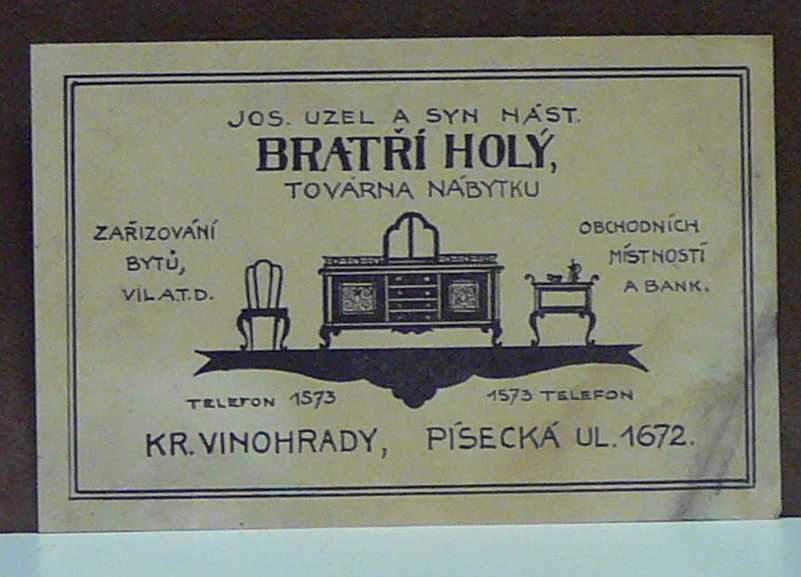 JOS. UZEL A SYN NÁST.
BRATŘÍ HOLÝ,
TOVÁRNA NÁBYTKU
ZAŘIZOVÁNÍ
BYTŮ,
VIL A.T.D.
OBCHODNÍCH
MÍSTNOSTÍ
A BANK.
TELEFON 1573
1573 TELEFON
KR. VINOHRADY, PÍSECKÁ UL. 1672.